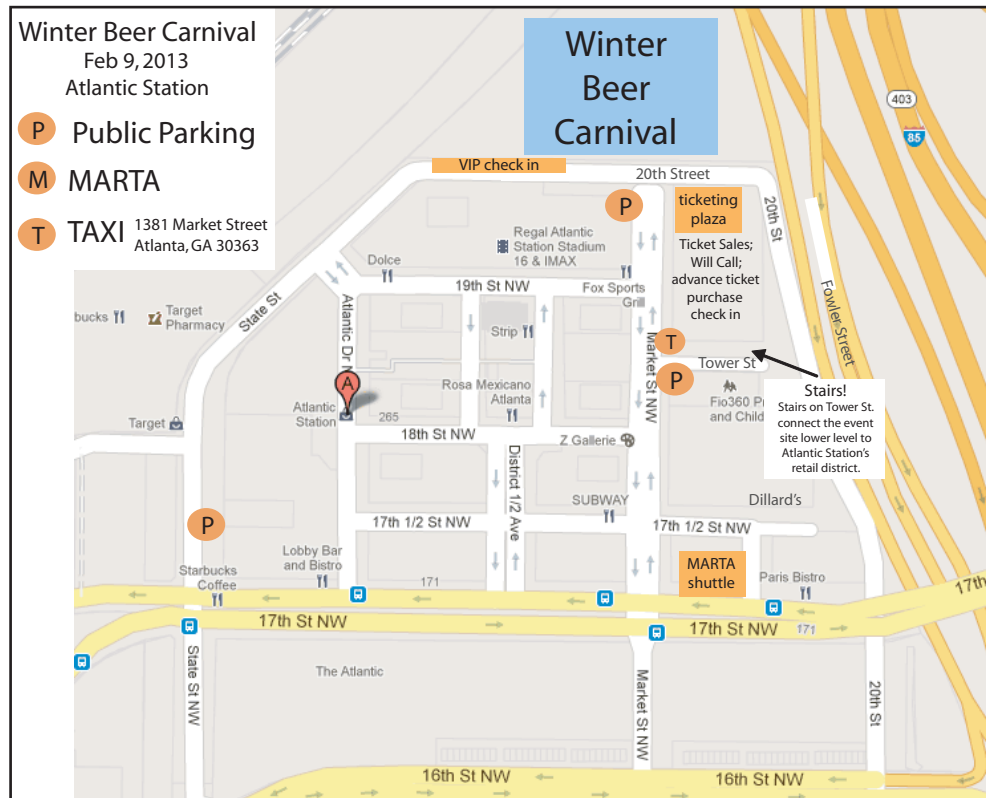 Winter Beer Carnival
Feb 9, 2013
Atlantic Station
P Public Parking
M MARTA
T TAXI 1381 Market Street
Atlanta, GA 30363
Winter
Beer
Carnival
403
85
VIP check in
20th Street
P
ticketing
plaza
20th St
Regal Atlantic
Station Stadium
16 & IMAX
Ticket Sales;
Will Call;
advance ticket
purchase
check in
Dolce
19th St NW
Fox Sports
Grill
Fowler Street
State St
Atlantic Dr N
bucks
Target
Pharmacy
Strip
Market St NW
T
Tower St
P
A
Rosa Mexicano
Atlanta
Fio360 P
and Child
Stairs!
Stairs on Tower St.
connect the event
site lower level to
Atlantic Station's
retail district.
Atlantic
Station
265
Target
18th St NW
Z Gallerie
District 1/2 Ave
Dillard's
SUBWAY
P
17th 1/2 St NW
17th 1/2 St NW
Lobby Bar
and Bistro
Starbucks
Coffee
171
MARTA
shuttle
Paris Bistro
17th
17th St NW
17th St NW
171
State St NW
The Atlantic
Market St NW
20th St
16th St NW
16th St NW